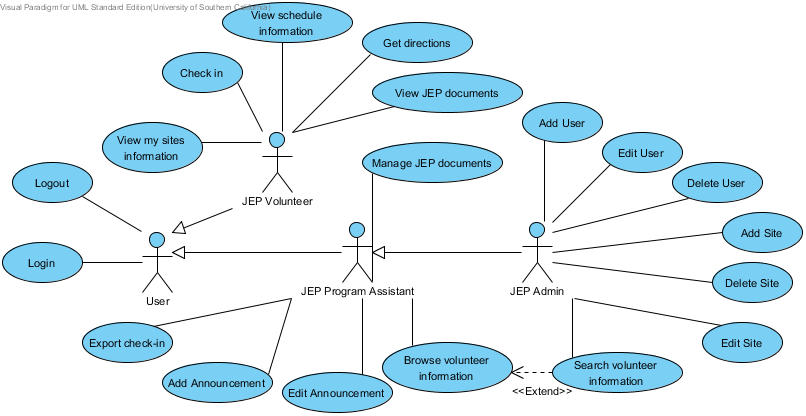 Visual Paradigm for UML Standard Edition(University of Southern California)
View schedule
information
Get directions
Check in
View JEP documents
Add User
View my sites
information
Manage JEP documents
Edit User
Logout
Delete User
JEP Volunteer
Add Site
Login
Delete Site
User
JEP Program Assistant
JEP Admin
Export check-in
Edit Site
Browse volunteer
information
Search volunteer
information
Add Announcement
Edit Announcement
<<Extend>>